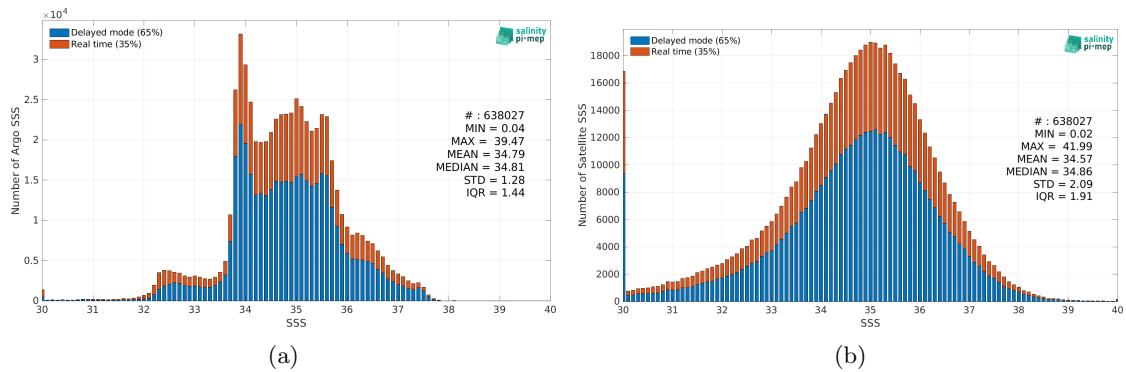 ×10⁴
Delayed mode (65%)
Real time (35%)
salinity
pi-mep
Number of Argo SSS
3.5
3
2.5
2
1.5
1
0.5
0
# : 638027
MIN = 0.04
MAX = 39.47
MEAN = 34.79
MEDIAN = 34.81
STD = 1.28
IQR = 1.44
30 31 32 33 34 35 36 37 38 39 40
SSS
(a)
Delayed mode (65%)
Real time (35%)
salinity
pi-mep
Number of Satellite SSS
18000
16000
14000
12000
10000
8000
6000
4000
2000
0
# : 638027
MIN = 0.02
MAX = 41.99
MEAN = 34.57
MEDIAN = 34.86
STD = 2.09
IQR = 1.91
30 31 32 33 34 35 36 37 38 39 40
SSS
(b)